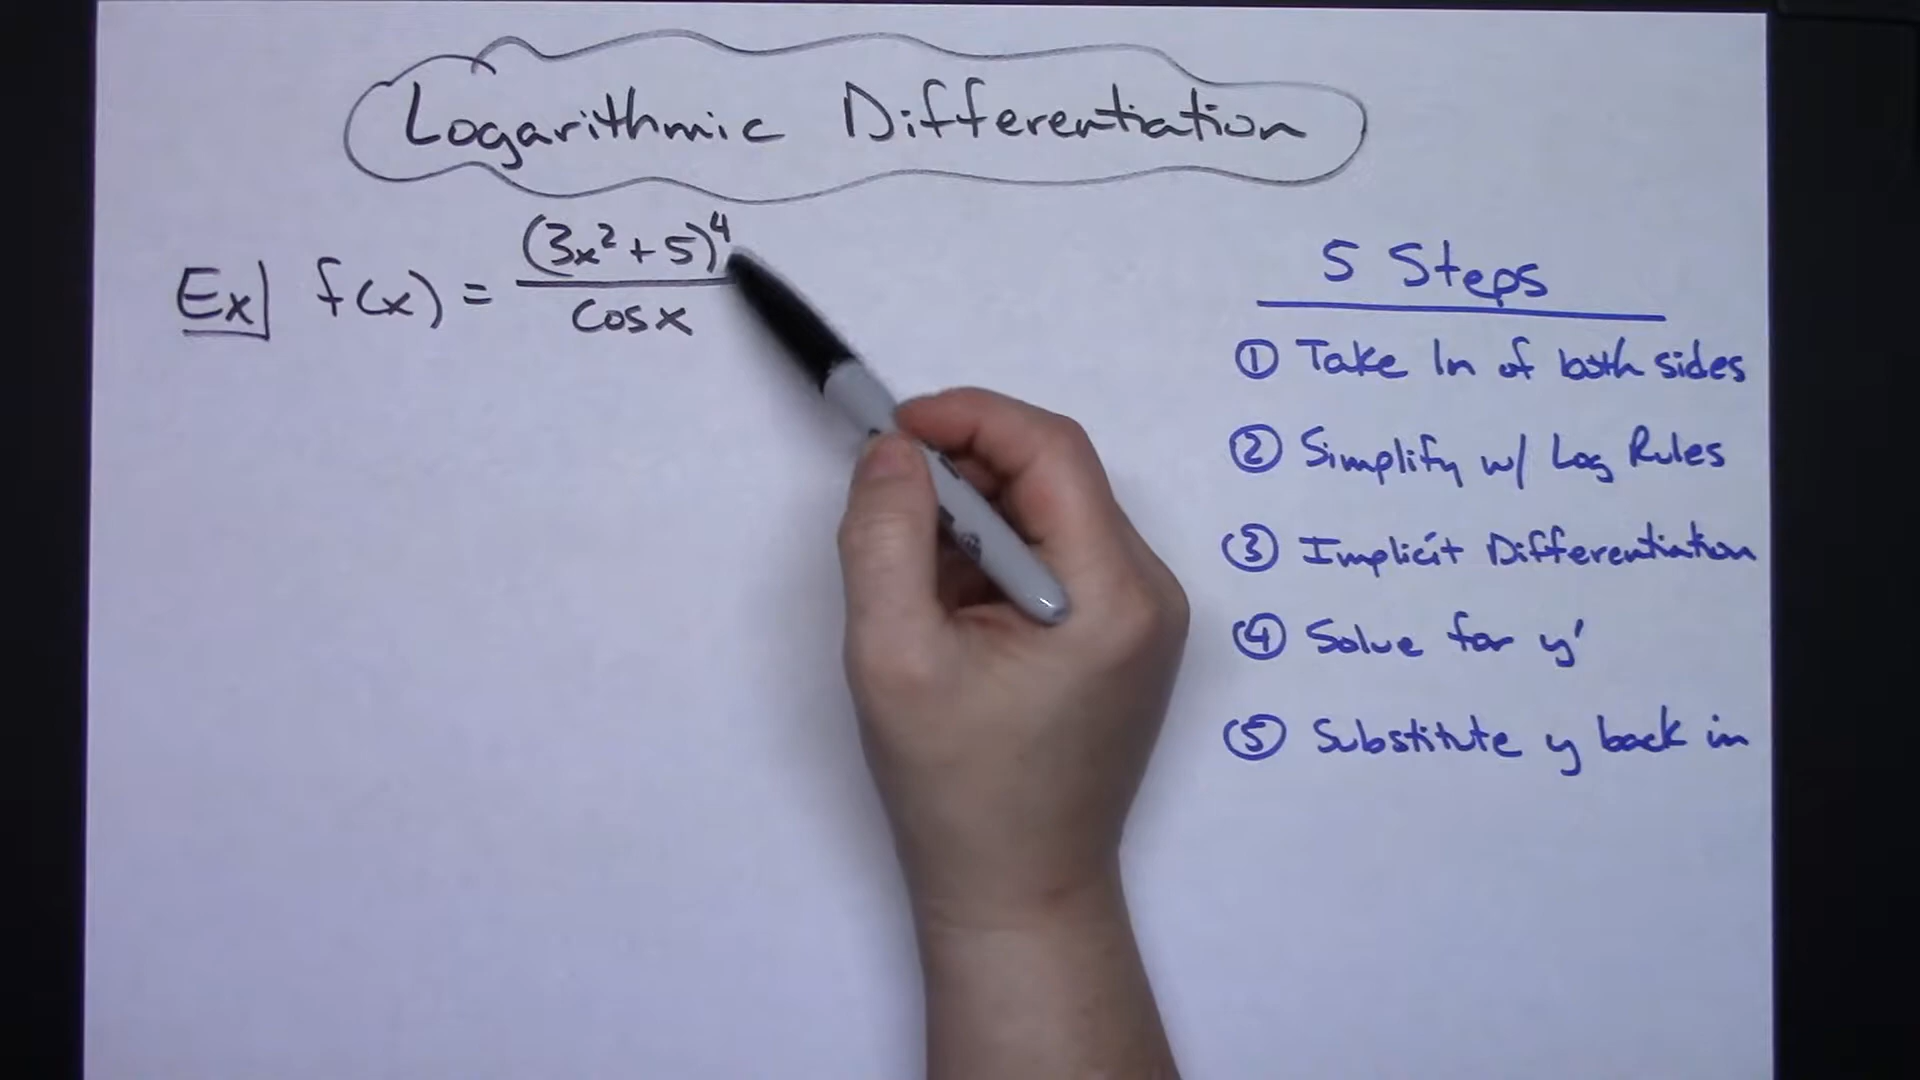 Logarithmic Differentiation
Ex] f(x) = (3x²+5)⁴ / cosx
5 Steps
① Take ln of both sides
② Simplify w/ Log Rules
③ Implicit Differentiation
④ Solve for y'
⑤ Substitute y back in